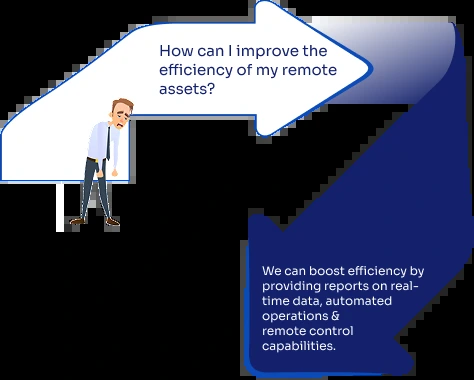 How can I improve the
efficiency of my remote
assets?
We can boost efficiency by
providing reports on real-
time data, automated
operations &
remote control
capabilities.